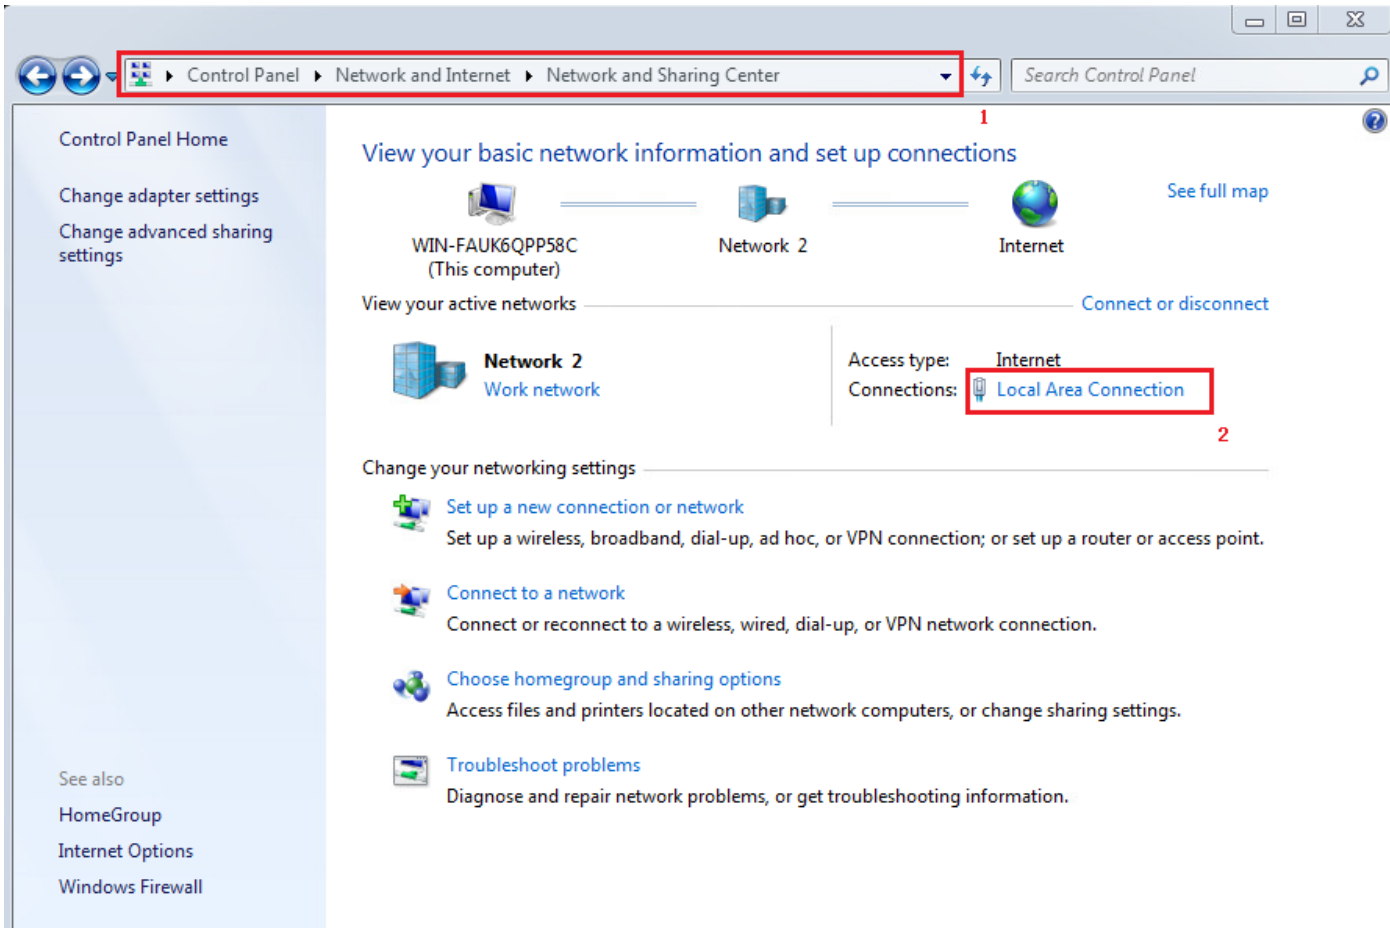 Control Panel ▸ Network and Internet ▸ Network and Sharing Center
Search Control Panel
1
Control Panel Home
Change adapter settings
Change advanced sharing
settings
See also
HomeGroup
Internet Options
Windows Firewall
View your basic network information and set up connections
See full map
WIN-FAUK6QPP58C
(This computer)
Network 2
Internet
View your active networks
Connect or disconnect
Network 2
Work network
Access type: Internet
Connections: Local Area Connection
2
Change your networking settings
Set up a new connection or network
Set up a wireless, broadband, dial-up, ad hoc, or VPN connection; or set up a router or access point.
Connect to a network
Connect or reconnect to a wireless, wired, dial-up, or VPN network connection.
Choose homegroup and sharing options
Access files and printers located on other network computers, or change sharing settings.
Troubleshoot problems
Diagnose and repair network problems, or get troubleshooting information.